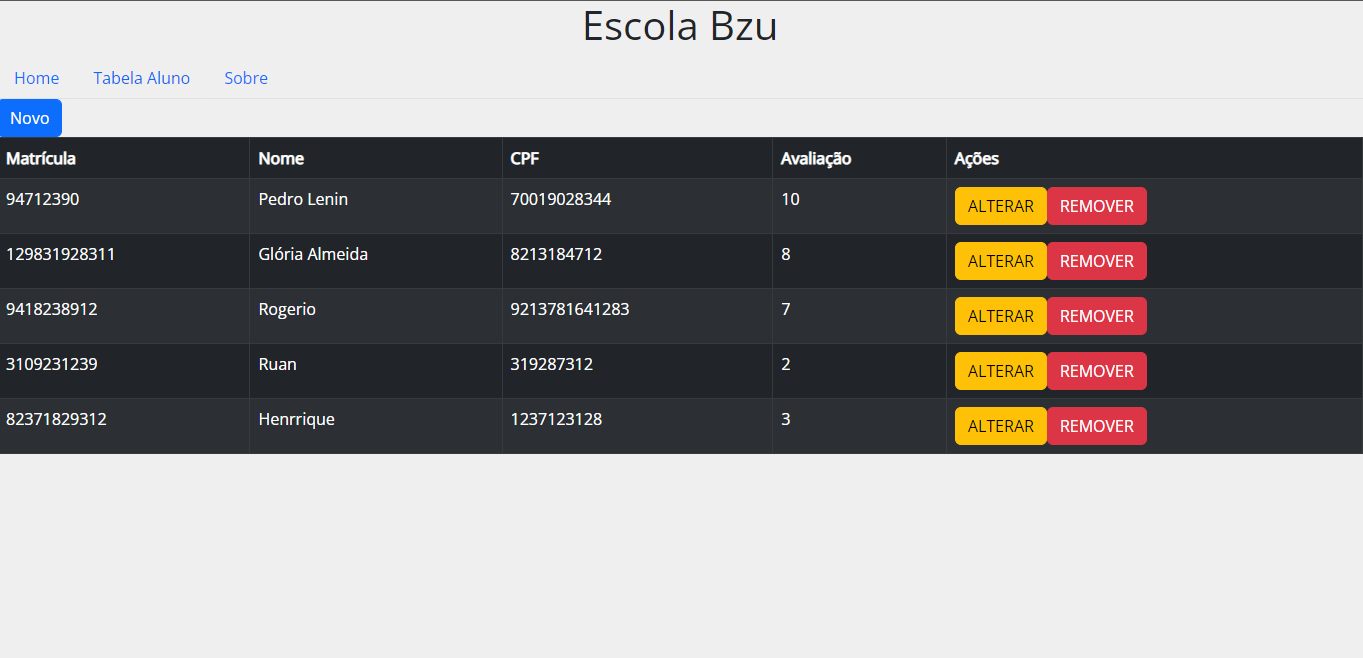 Escola Bzu
Home Tabela Aluno Sobre
Novo
Matrícula Nome CPF Avaliação Ações
94712390 Pedro Lenin 70019028344 10 ALTERAR REMOVER
129831928311 Glória Almeida 8213184712 8 ALTERAR REMOVER
9418238912 Rogerio 9213781641283 7 ALTERAR REMOVER
3109231239 Ruan 319287312 2 ALTERAR REMOVER
82371829312 Henrrique 1237123128 3 ALTERAR REMOVER